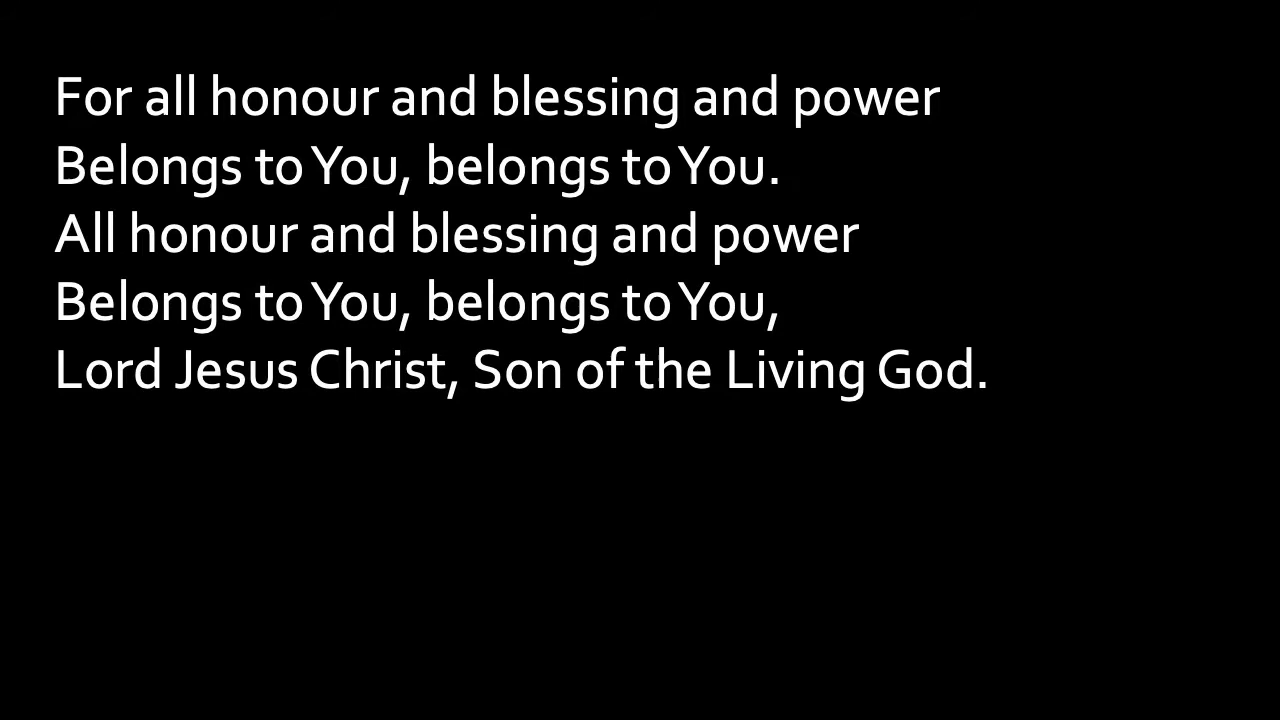 For all honour and blessing and power
Belongs to You, belongs to You.
All honour and blessing and power
Belongs to You, belongs to You,
Lord Jesus Christ, Son of the Living God.